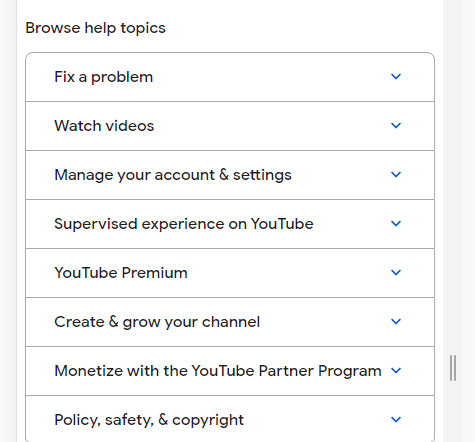 Browse help topics
Fix a problem
Watch videos
Manage your account & settings
Supervised experience on YouTube
YouTube Premium
Create & grow your channel
Monetize with the YouTube Partner Program
Policy, safety, & copyright